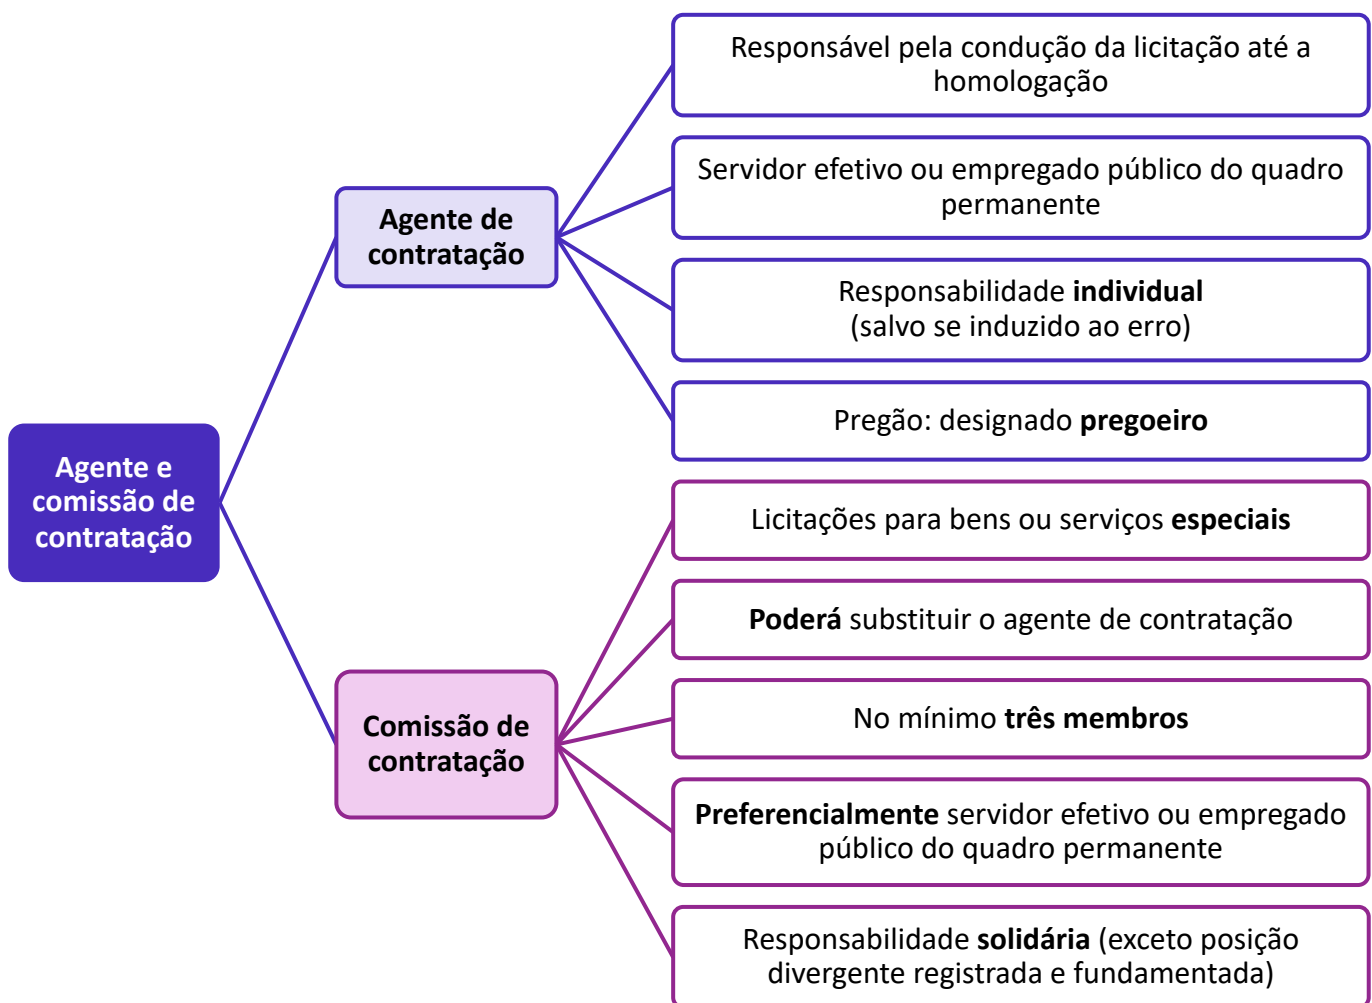 Agente e
comissão de
contratação
Agente de
contratação
Responsável pela condução da licitação até a
homologação
Servidor efetivo ou empregado público do quadro
permanente
Responsabilidade individual
(salvo se induzido ao erro)
Pregão: designado pregoeiro
Comissão de
contratação
Licitações para bens ou serviços especiais
Poderá substituir o agente de contratação
No mínimo três membros
Preferencialmente servidor efetivo ou empregado
público do quadro permanente
Responsabilidade solidária (exceto posição
divergente registrada e fundamentada)